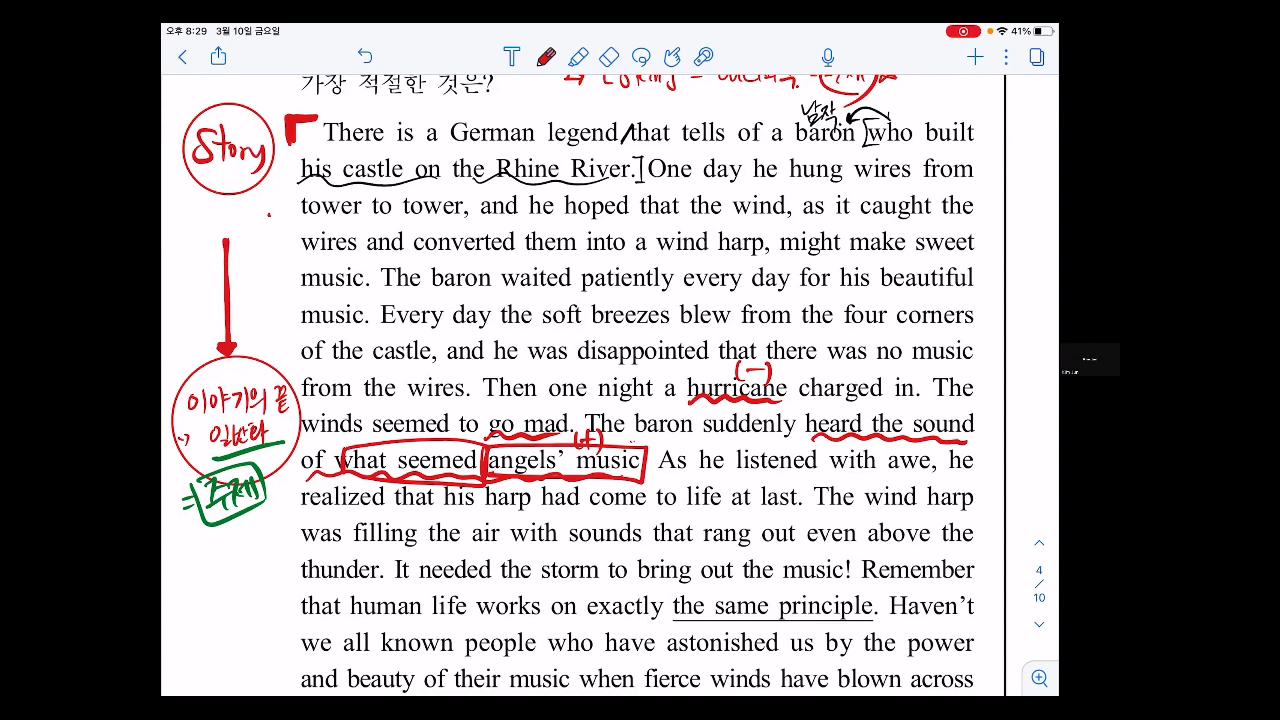 오후 8:29 3월 10일 금요일
41%
T
가장 적절한 것은?
남작.
Story
There is a German legend that tells of a baron who built
his castle on the Rhine River. One day he hung wires from
tower to tower, and he hoped that the wind, as it caught the
wires and converted them into a wind harp, might make sweet
music. The baron waited patiently every day for his beautiful
music. Every day the soft breezes blew from the four corners
of the castle, and he was disappointed that there was no music
(−)
from the wires. Then one night a hurricane charged in. The
winds seemed to go mad. The baron suddenly heard the sound
(+)
of what seemed angels’ music. As he listened with awe, he
realized that his harp had come to life at last. The wind harp
was filling the air with sounds that rang out even above the
thunder. It needed the storm to bring out the music! Remember
that human life works on exactly the same principle. Haven’t
we all known people who have astonished us by the power
and beauty of their music when fierce winds have blown across
이야기의 끝
→ 일반화
= 주제
4
/
10